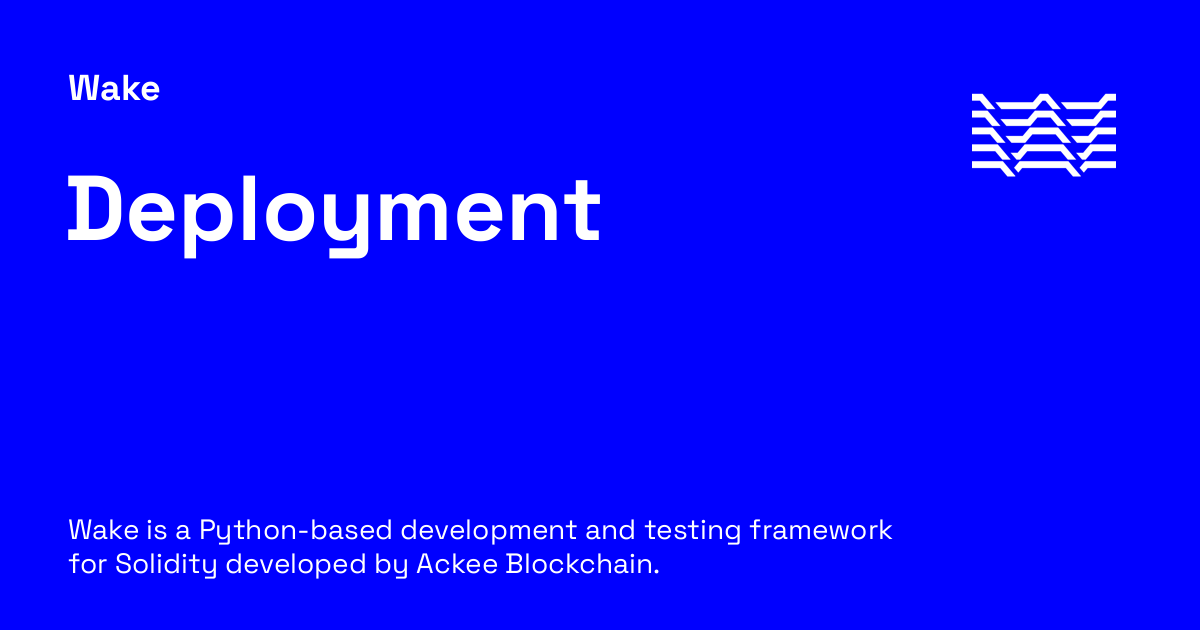 Wake
Deployment
Wake is a Python-based development and testing framework
for Solidity developed by Ackee Blockchain.